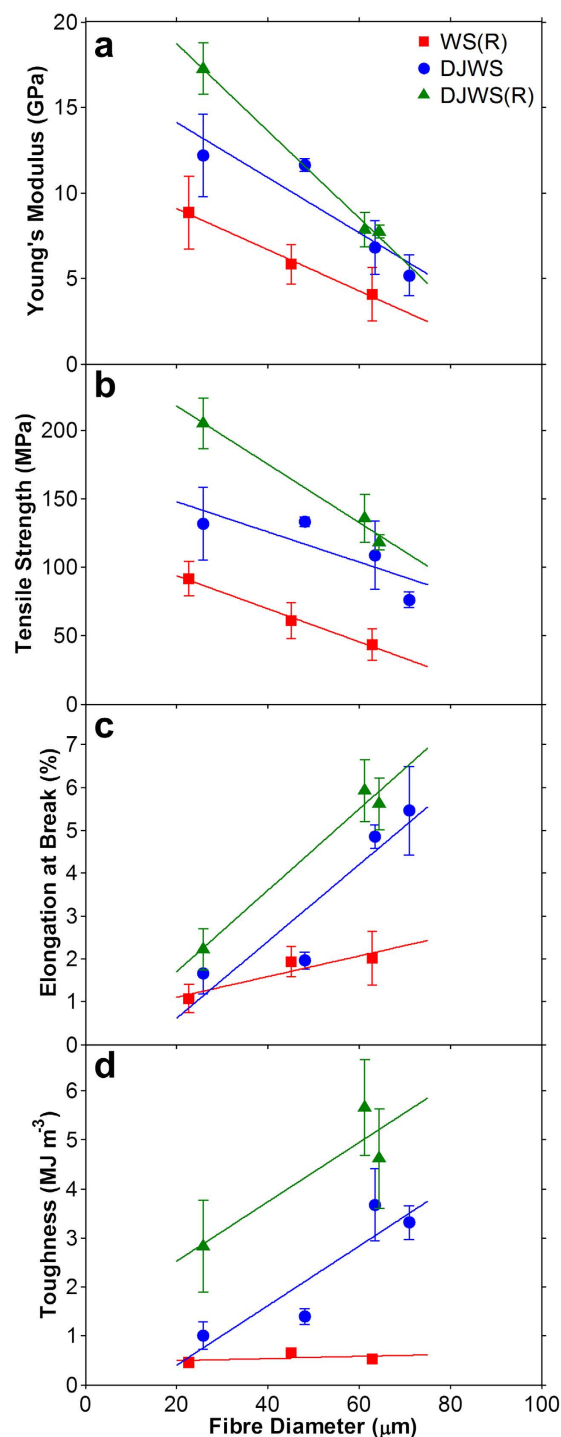 a
WS(R)
DJWS
DJWS(R)
Young's Modulus (GPa)
20
15
10
5
0
b
Tensile Strength (MPa)
200
150
100
50
0
c
Elongation at Break (%)
7
6
5
4
3
2
1
0
d
Toughness (MJ m⁻³)
6
5
4
3
2
1
0
0 20 40 60 80 100
Fibre Diameter (μm)